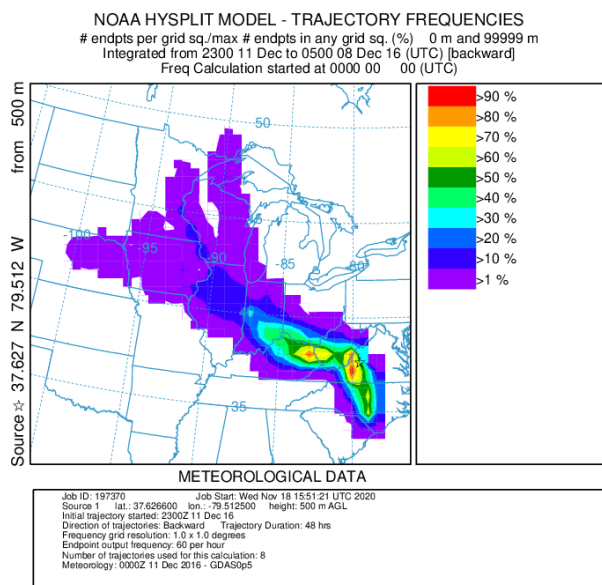 NOAA HYSPLIT MODEL - TRAJECTORY FREQUENCIES
# endpts per grid sq./max # endpts in any grid sq. (%) 0 m and 99999 m
Integrated from 2300 11 Dec to 0500 08 Dec 16 (UTC) [backward]
Freq Calculation started at 0000 00 00 (UTC)
Source ☆ 37.627 N 79.512 W from 500 m
50
-100
-95
-90
-85
-80
35
>90 %
>80 %
>70 %
>60 %
>50 %
>40 %
>30 %
>20 %
>10 %
>1 %
METEOROLOGICAL DATA
Job ID: 197370 Job Start: Wed Nov 18 15:51:21 UTC 2020
Source 1 lat.: 37.626600 lon.: -79.512500 height: 500 m AGL
Initial trajectory started: 2300Z 11 Dec 16
Direction of trajectories: Backward Trajectory Duration: 48 hrs
Frequency grid resolution: 1.0 x 1.0 degrees
Endpoint output frequency: 60 per hour
Number of trajectories used for this calculation: 8
Meteorology: 0000Z 11 Dec 2016 - GDAS0p5